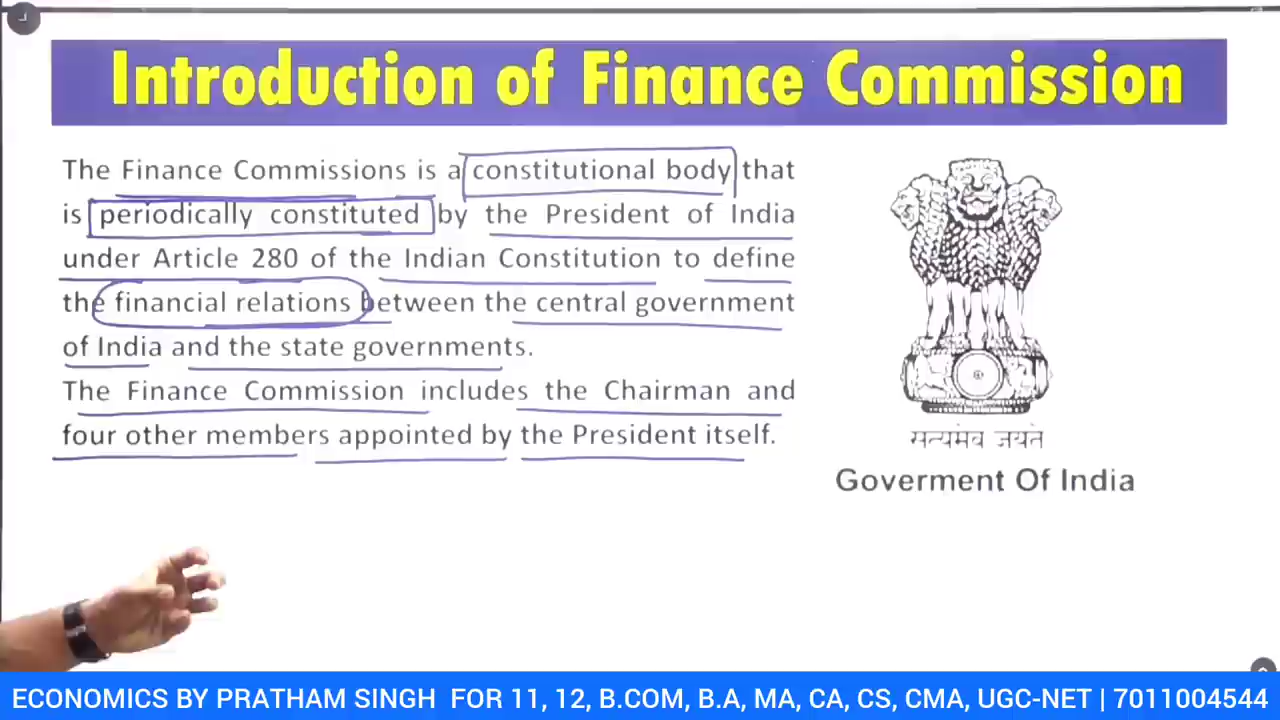 Introduction of Finance Commission
The Finance Commissions is a constitutional body that
is periodically constituted by the President of India
under Article 280 of the Indian Constitution to define
the financial relations between the central government
of India and the state governments.
The Finance Commission includes the Chairman and
four other members appointed by the President itself.
सत्यमेव जयते
Goverment Of India
ECONOMICS BY PRATHAM SINGH FOR 11, 12, B.COM, B.A, MA, CA, CS, CMA, UGC-NET | 7011004544